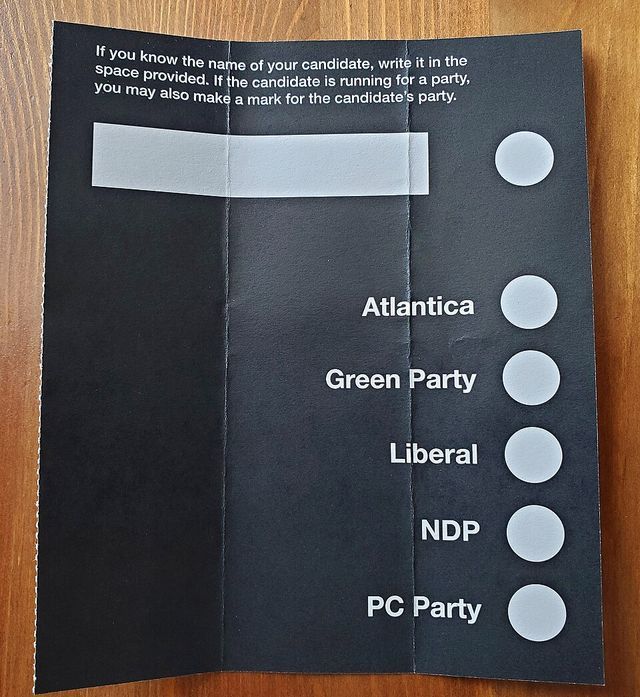 If you know the name of your candidate, write it in the
space provided. If the candidate is running for a party,
you may also make a mark for the candidate's party.
Atlantica
Green Party
Liberal
NDP
PC Party